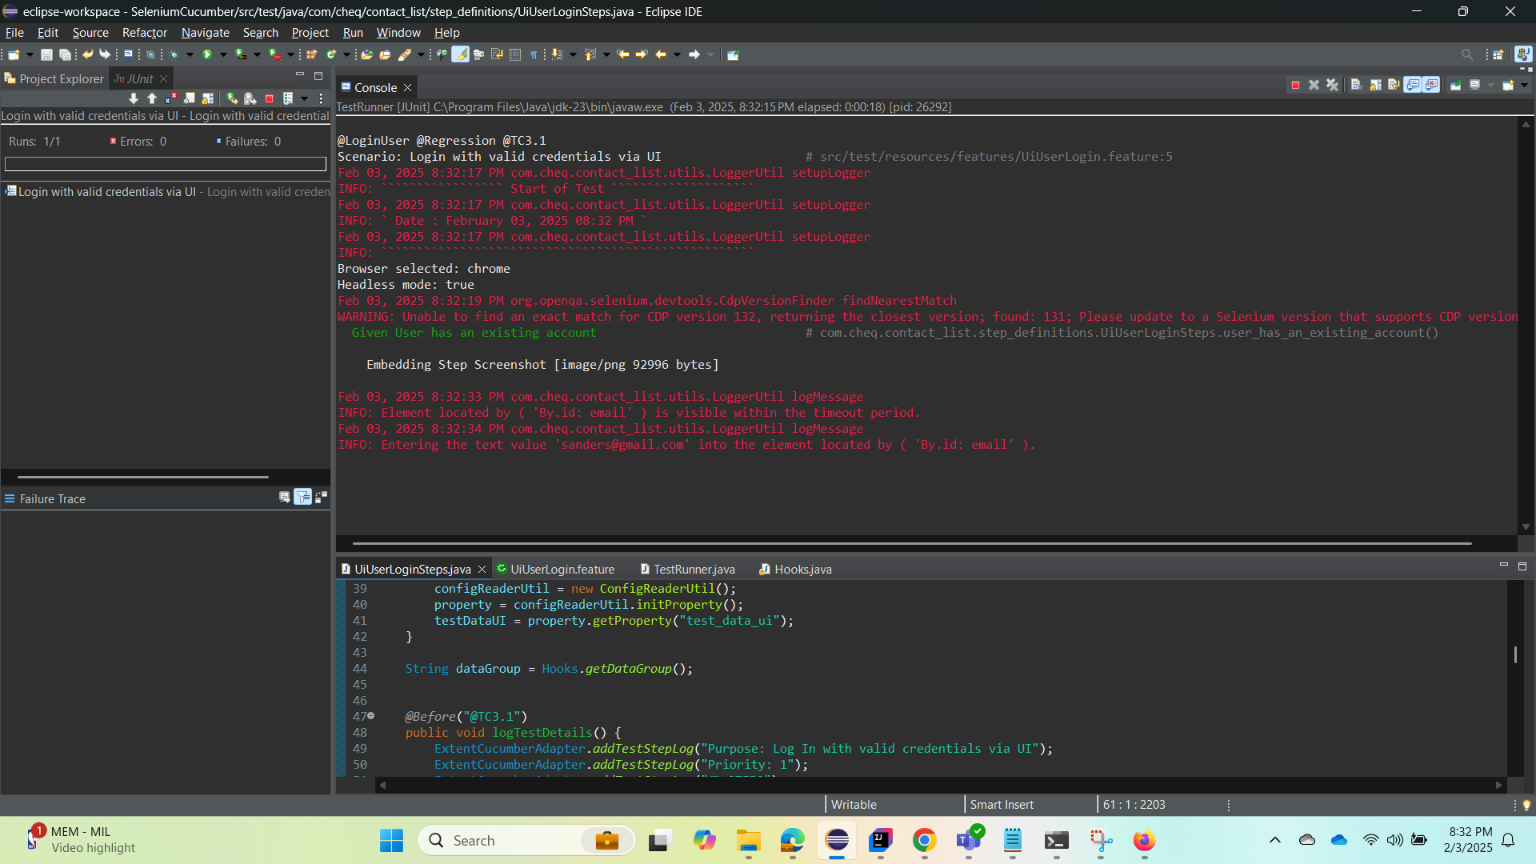 eclipse-workspace - SeleniumCucumber/src/test/java/com/cheq/contact_list/step_definitions/UiUserLoginSteps.java - Eclipse IDE
File Edit Source Refactor Navigate Search Project Run Window Help
Project Explorer JUnit
Login with valid credentials via UI - Login with valid credential
Runs: 1/1 Errors: 0 Failures: 0
Login with valid credentials via UI - Login with valid creden
Failure Trace
Console
TestRunner [JUnit] C:\Program Files\Java\jdk-23\bin\javaw.exe (Feb 3, 2025, 8:32:15 PM elapsed: 0:00:18) [pid: 26292]
@LoginUser @Regression @TC3.1
Scenario: Login with valid credentials via UI # src/test/resources/features/UiUserLogin.feature:5
Feb 03, 2025 8:32:17 PM com.cheq.contact_list.utils.LoggerUtil setupLogger
INFO: ````````````````` Start of Test ````````````````````
Feb 03, 2025 8:32:17 PM com.cheq.contact_list.utils.LoggerUtil setupLogger
INFO: ` Date : February 03, 2025 08:32 PM `
Feb 03, 2025 8:32:17 PM com.cheq.contact_list.utils.LoggerUtil setupLogger
INFO: ````````````````````````````````````````````````````
Browser selected: chrome
Headless mode: true
Feb 03, 2025 8:32:19 PM org.openqa.selenium.devtools.CdpVersionFinder findNearestMatch
WARNING: Unable to find an exact match for CDP version 132, returning the closest version; found: 131; Please update to a Selenium version that supports CDP version
Given User has an existing account # com.cheq.contact_list.step_definitions.UiUserLoginSteps.user_has_an_existing_account()
Embedding Step Screenshot [image/png 92996 bytes]
Feb 03, 2025 8:32:33 PM com.cheq.contact_list.utils.LoggerUtil logMessage
INFO: Element located by ( 'By.id: email' ) is visible within the timeout period.
Feb 03, 2025 8:32:34 PM com.cheq.contact_list.utils.LoggerUtil logMessage
INFO: Entering the text value 'sanders@gmail.com' into the element located by ( 'By.id: email' ).
UiUserLoginSteps.java UiUserLogin.feature TestRunner.java Hooks.java
39 configReaderUtil = new ConfigReaderUtil();
40 property = configReaderUtil.initProperty();
41 testDataUI = property.getProperty("test_data_ui");
42 }
43
44 String dataGroup = Hooks.getDataGroup();
45
46
47 @Before("@TC3.1")
48 public void logTestDetails() {
49 ExtentCucumberAdapter.addTestStepLog("Purpose: Log In with valid credentials via UI");
50 ExtentCucumberAdapter.addTestStepLog("Priority: 1");
Writable Smart Insert 61 : 1 : 2203
1
MEM - MIL
Video highlight
Search
8:32 PM
2/3/2025